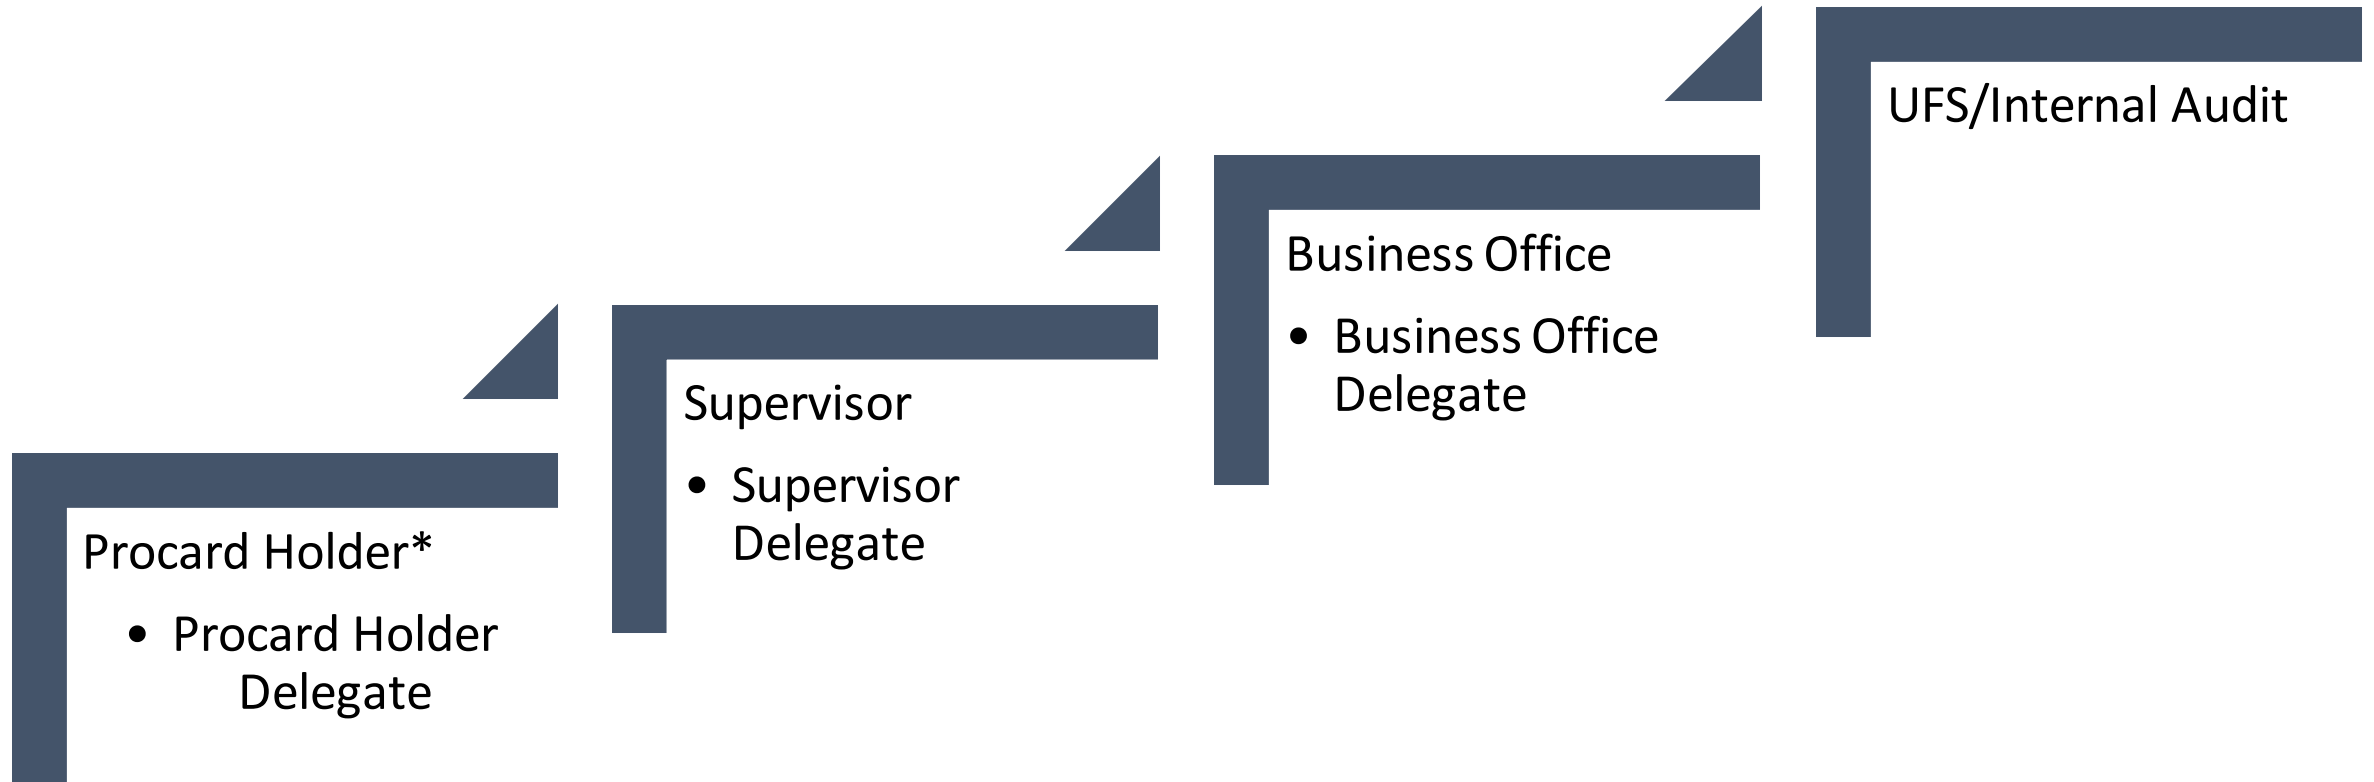 Procard Holder*
• Procard Holder
Delegate
Supervisor
• Supervisor
Delegate
Business Office
• Business Office
Delegate
UFS/Internal Audit